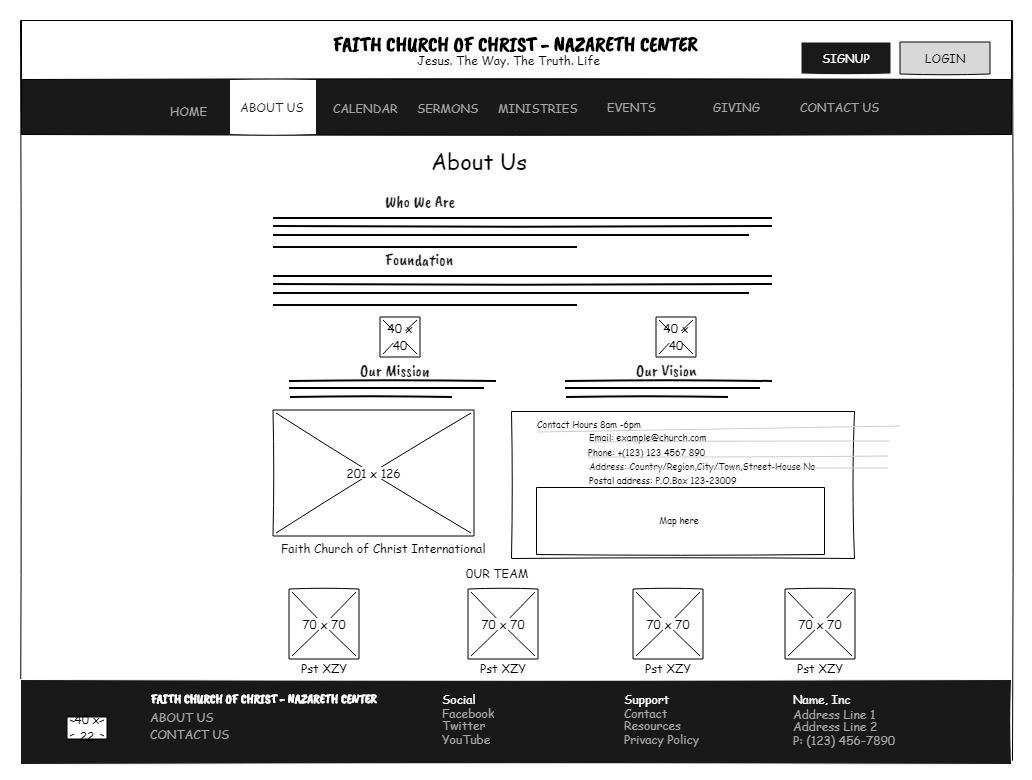 FAITH CHURCH OF CHRIST - NAZARETH CENTER
Jesus. The Way. The Truth. Life
SIGNUP
LOGIN
HOME
ABOUT US
CALENDAR
SERMONS
MINISTRIES
EVENTS
GIVING
CONTACT US
About Us
Who We Are
Foundation
40 x
40
40 x
40
Our Mission
Our Vision
201 x 126
Faith Church of Christ International
Contact Hours 8am -6pm
Email: example@church.com
Phone: +(123) 123 4567 890
Address: Country/Region,City/Town,Street-House No
Postal address: P.O.Box 123-23009
Map here
OUR TEAM
70 x 70
70 x 70
70 x 70
70 x 70
Pst XZY
Pst XZY
Pst XZY
Pst XZY
40 x
22
FAITH CHURCH OF CHRIST - NAZARETH CENTER
ABOUT US
CONTACT US
Social
Facebook
Twitter
YouTube
Support
Contact
Resources
Privacy Policy
Name, Inc
Address Line 1
Address Line 2
P: (123) 456-7890